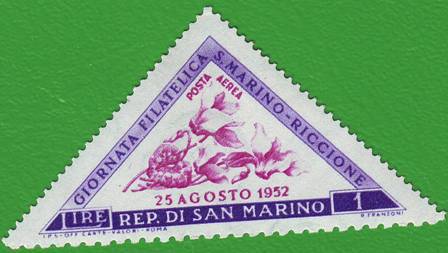 GIORNATA FILATELICA
S. MARINO-RICCIONE
POSTA AEREA
25 AGOSTO 1952
LIRE REP. DI SAN MARINO 1
I.P.S-OFF. CARTE-VALORI-ROMA R. FRANZONI